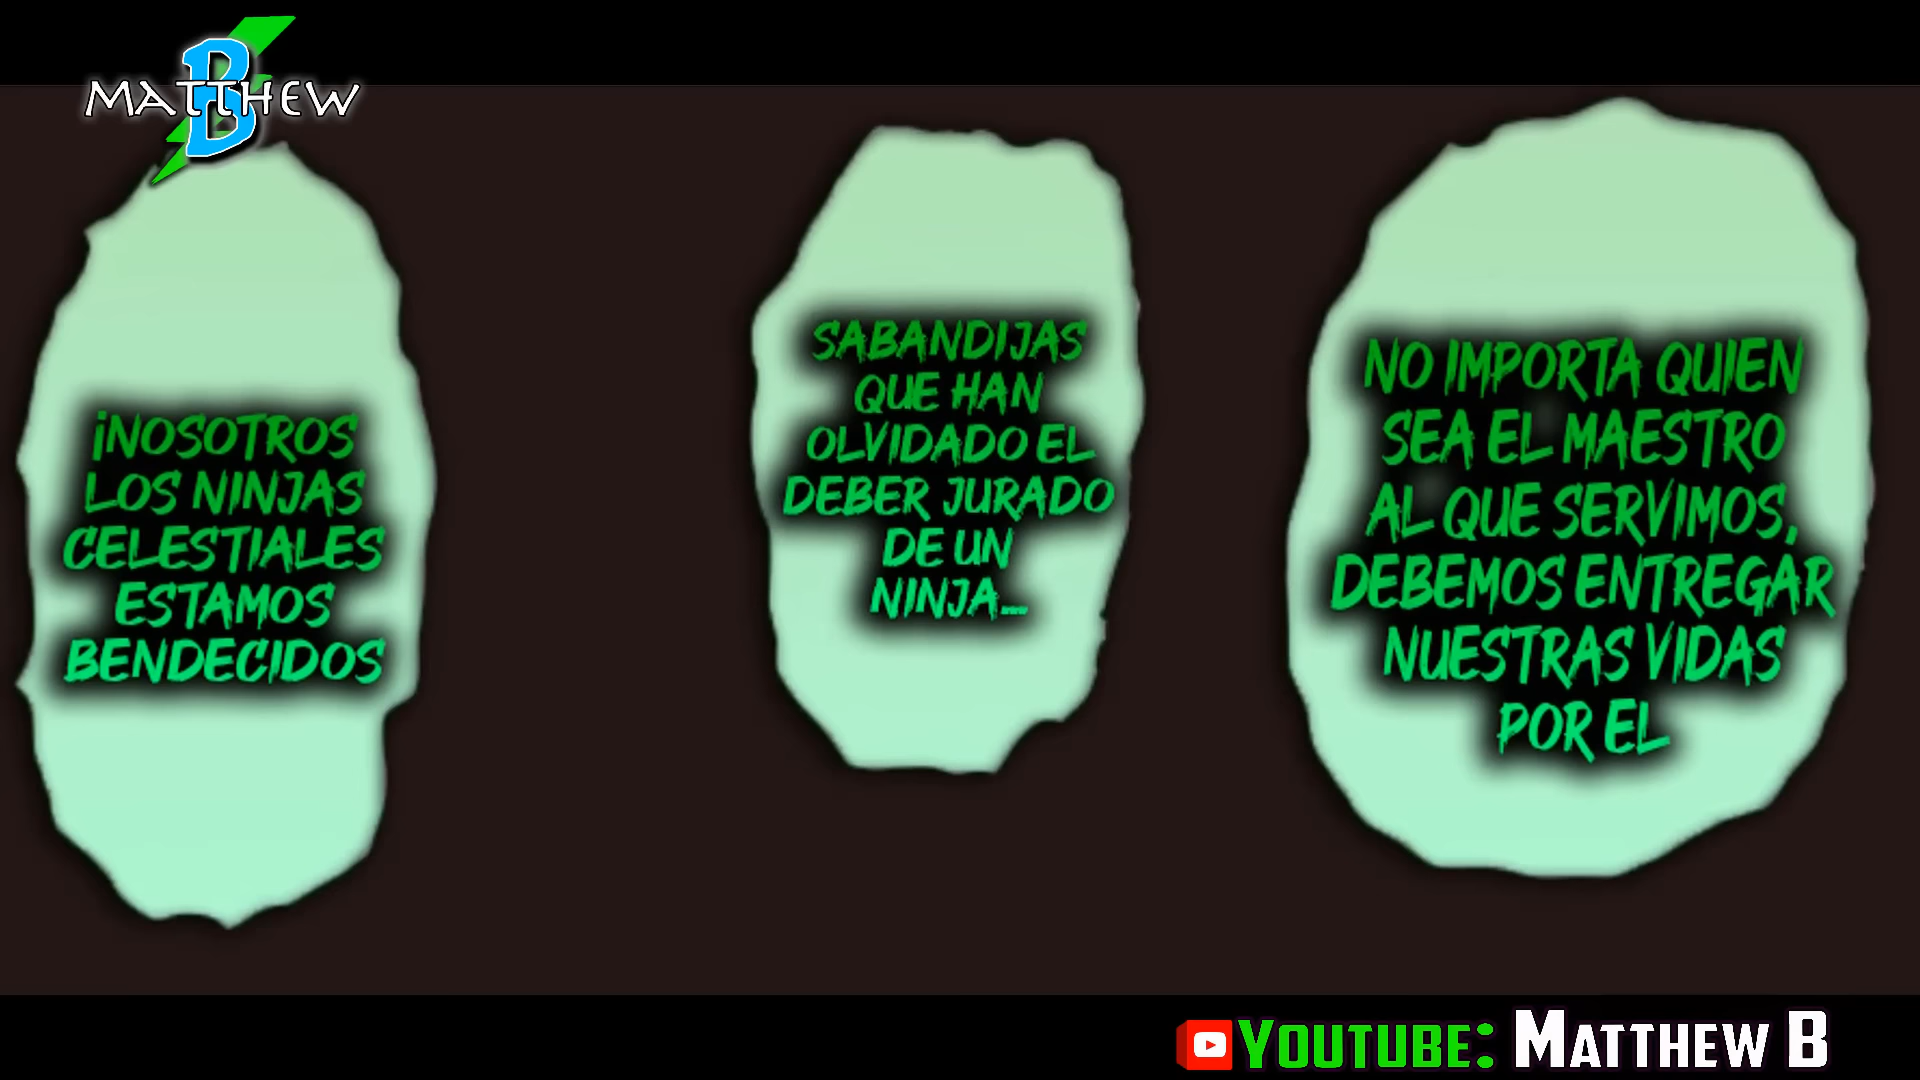 MATTHEW
B
¡NOSOTROS
LOS NINJAS
CELESTIALES
ESTAMOS
BENDECIDOS
SABANDIJAS
QUE HAN
OLVIDADO EL
DEBER JURADO
DE UN
NINJA...
NO IMPORTA QUIEN
SEA EL MAESTRO
AL QUE SERVIMOS,
DEBEMOS ENTREGAR
NUESTRAS VIDAS
POR EL
YOUTUBE: MATTHEW B